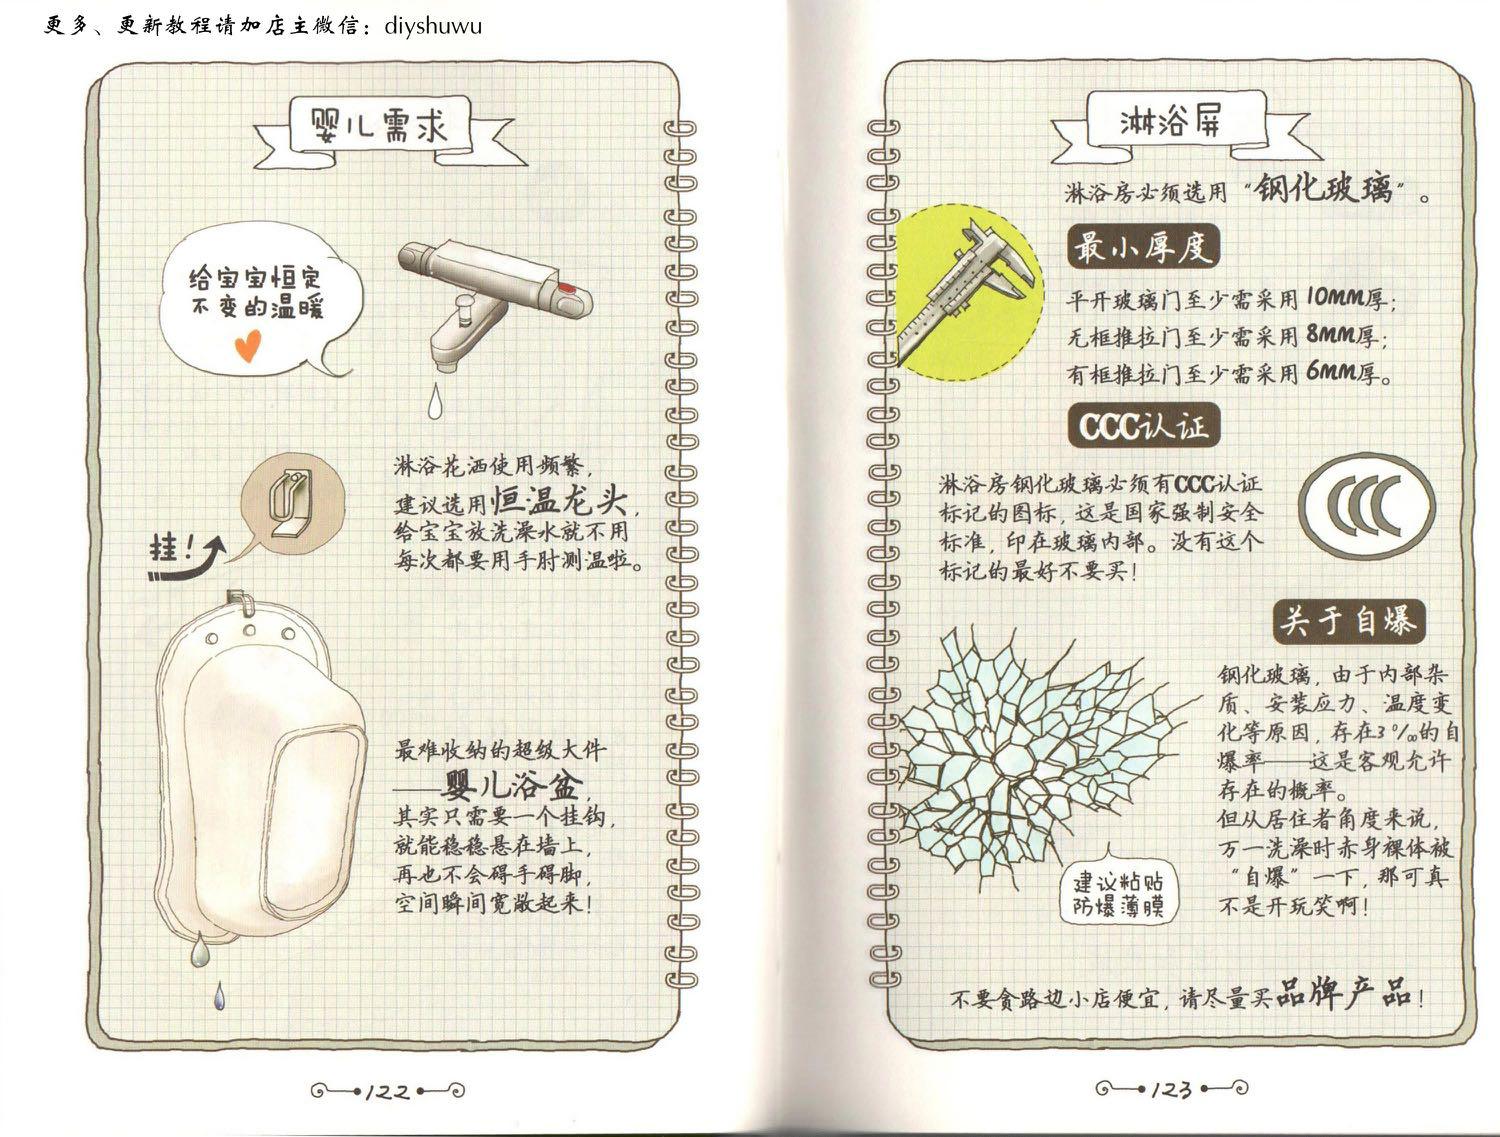 更多、更新教程请加店主微信：diyshuwu
婴儿需求
给宝宝恒定
不变的温暖
淋浴花洒使用频繁，
建议选用恒温龙头，
给宝宝放洗澡水就不用
每次都要用手肘测温啦。
挂！
最难收纳的超级大件
——婴儿浴盆，
其实只需要一个挂钩，
就能稳稳悬在墙上，
再也不会碍手碍脚，
空间瞬间宽敞起来！
122
淋浴屏
淋浴房必须选用“钢化玻璃”。
最小厚度
平开玻璃门至少需采用10mm厚；
无框推拉门至少需采用8mm厚；
有框推拉门至少需采用6mm厚。
CCC认证
淋浴房钢化玻璃必须有CCC认证
标记的图标，这是国家强制安全
标准，印在玻璃内部。没有这个
标记的最好不要买！
CCC
关于自爆
钢化玻璃，由于内部杂
质、安装应力、温度变
化等原因，存在3‰的自
爆率——这是客观允许
存在的概率。
但从居住者角度来说，
万一洗澡时赤身裸体被
“自爆”一下，那可真
不是开玩笑啊！
建议粘贴
防爆薄膜
不要贪路边小店便宜，请尽量买品牌产品！
123